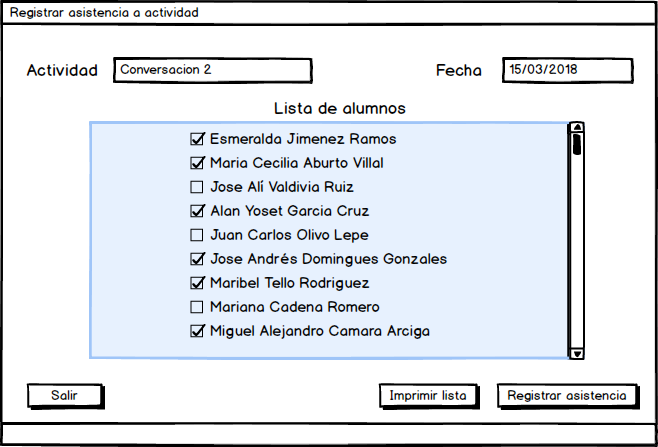 Registrar asistencia a actividad
Actividad Conversacion 2 Fecha 15/03/2018
Lista de alumnos
Esmeralda Jimenez Ramos
Maria Cecilia Aburto Villal
Jose Alí Valdivia Ruiz
Alan Yoset Garcia Cruz
Juan Carlos Olivo Lepe
Jose Andrés Domingues Gonzales
Maribel Tello Rodriguez
Mariana Cadena Romero
Miguel Alejandro Camara Arciga
Salir Imprimir lista Registrar asistencia